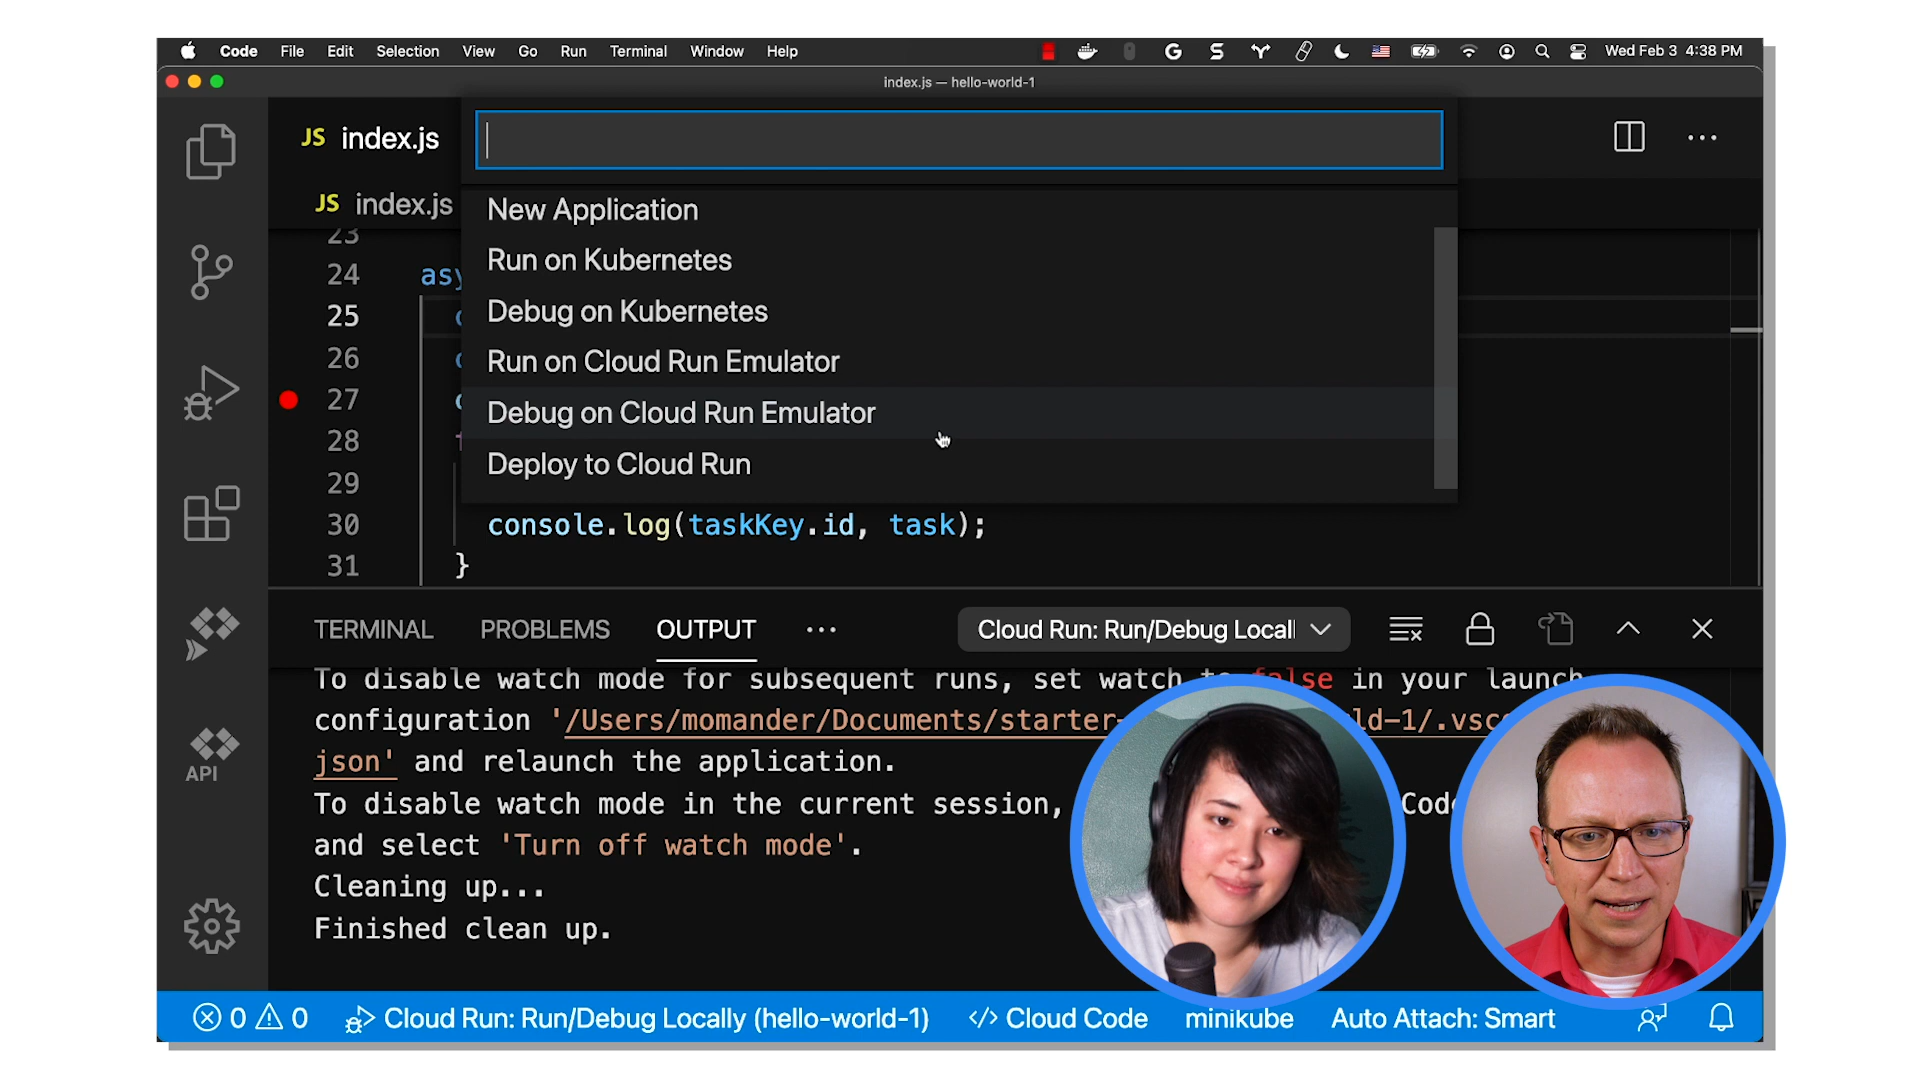 Code File Edit Selection View Go Run Terminal Window Help Wed Feb 3 4:38 PM
index.js — hello-world-1
JS index.js
JS index.js
New Application
Run on Kubernetes
Debug on Kubernetes
Run on Cloud Run Emulator
Debug on Cloud Run Emulator
Deploy to Cloud Run
23
24 asy
25
26
27
28
29
30 console.log(taskKey.id, task);
31 }
TERMINAL PROBLEMS OUTPUT ... Cloud Run: Run/Debug Locall
To disable watch mode for subsequent runs, set watch to false in your launch
configuration '/Users/momander/Documents/starter- ld-1/.vsc
json' and relaunch the application.
To disable watch mode in the current session, Code
and select 'Turn off watch mode'.
Cleaning up...
Finished clean up.
API
0 0 Cloud Run: Run/Debug Locally (hello-world-1) </> Cloud Code minikube Auto Attach: Smart